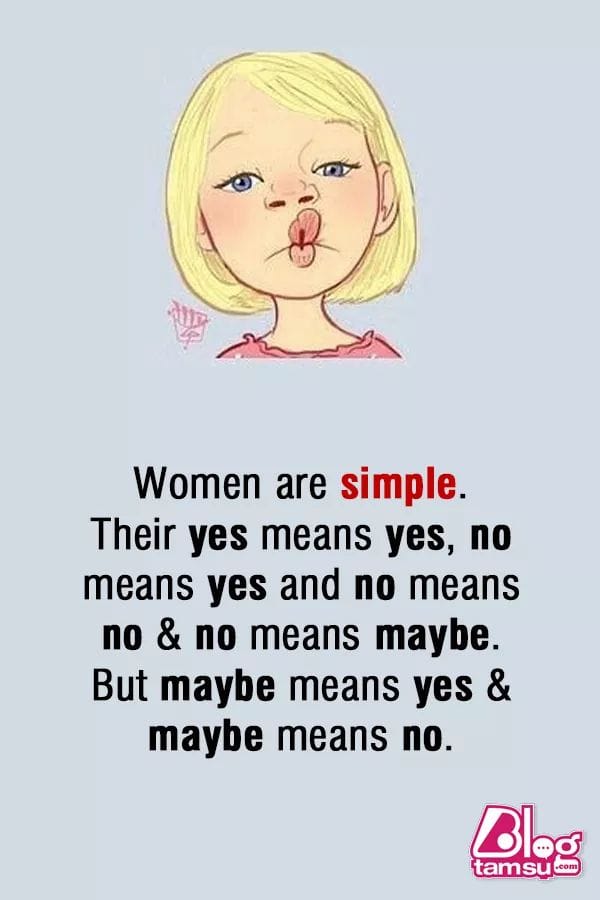 Women are simple.
Their yes means yes, no
means yes and no means
no & no means maybe.
But maybe means yes &
maybe means no.
Blog
tamsu.com